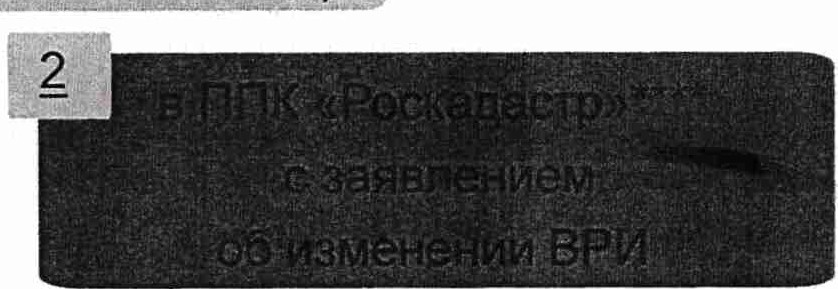 2
в ППК «Роскадастр»****
с заявлением
об изменении ВРИ